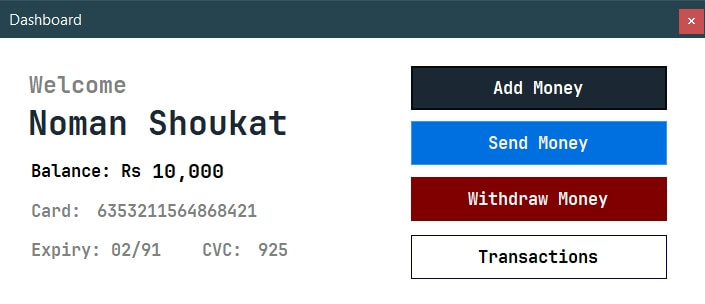 Dashboard
Welcome
Noman Shoukat
Balance: Rs 10,000
Card: 6353211564868421
Expiry: 02/91 CVC: 925
Add Money
Send Money
Withdraw Money
Transactions